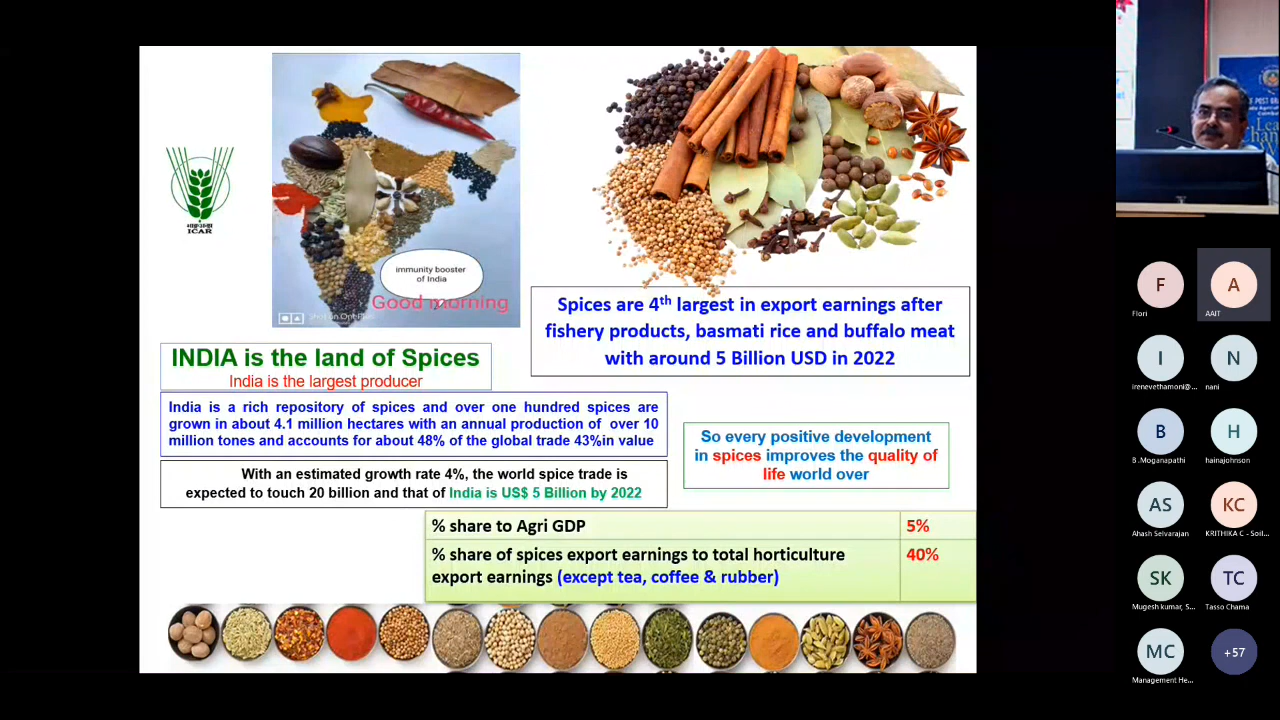 भाकृअनुप
ICAR
immunity booster
of India
Good morning
Spices are 4th largest in export earnings after
fishery products, basmati rice and buffalo meat
with around 5 Billion USD in 2022
INDIA is the land of Spices
India is the largest producer
India is a rich repository of spices and over one hundred spices are
grown in about 4.1 million hectares with an annual production of over 10
million tones and accounts for about 48% of the global trade 43%in value
So every positive development
in spices improves the quality of
life world over
With an estimated growth rate 4%, the world spice trade is
expected to touch 20 billion and that of India is US$ 5 Billion by 2022
% share to Agri GDP 5%
% share of spices export earnings to total horticulture 40%
export earnings (except tea, coffee & rubber)
F A
Flori AAIT
I N
irenevethamoni@... nani
B H
B .Moganapathi hainajohnson
AS KC
Ahash Selvarajan KRITHIKA C - Soil...
SK TC
Mugesh kumar, S... Tasso Chama
MC +57
Management He...